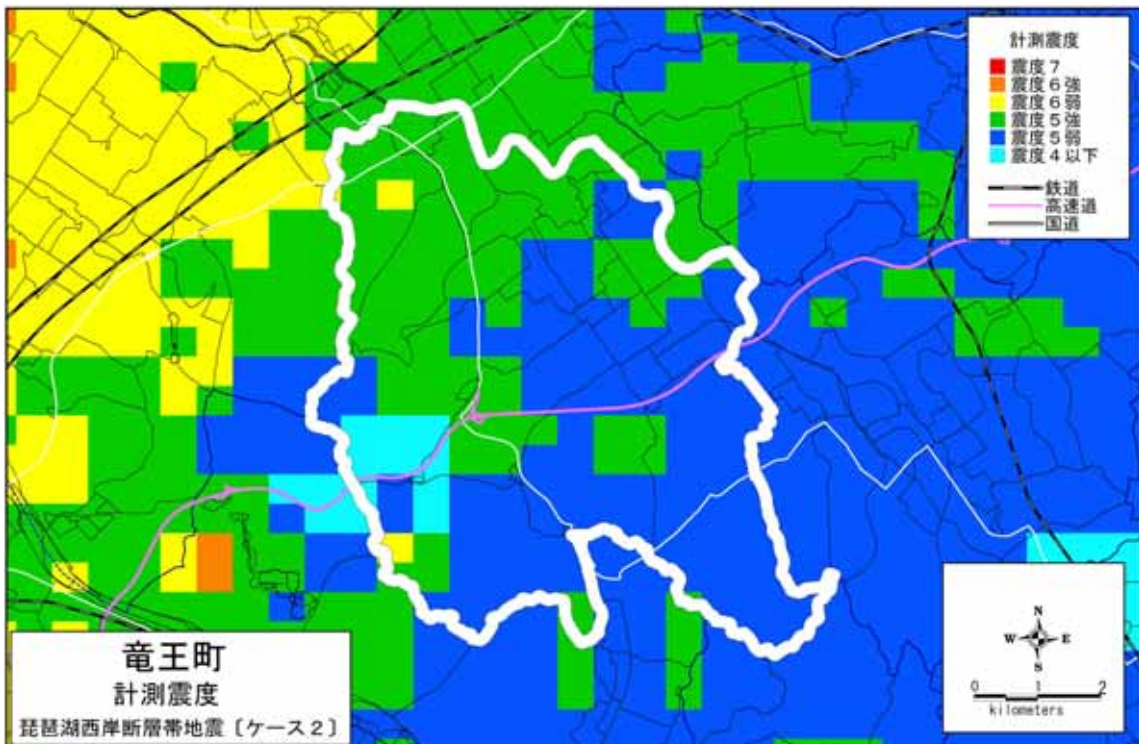 計測震度
震度7
震度6強
震度6弱
震度5強
震度5弱
震度4以下
鉄道
高速道
国道
竜王町
計測震度
琵琶湖西岸断層帯地震〔ケース2〕
N
W E
S
0 1 2
kilometers